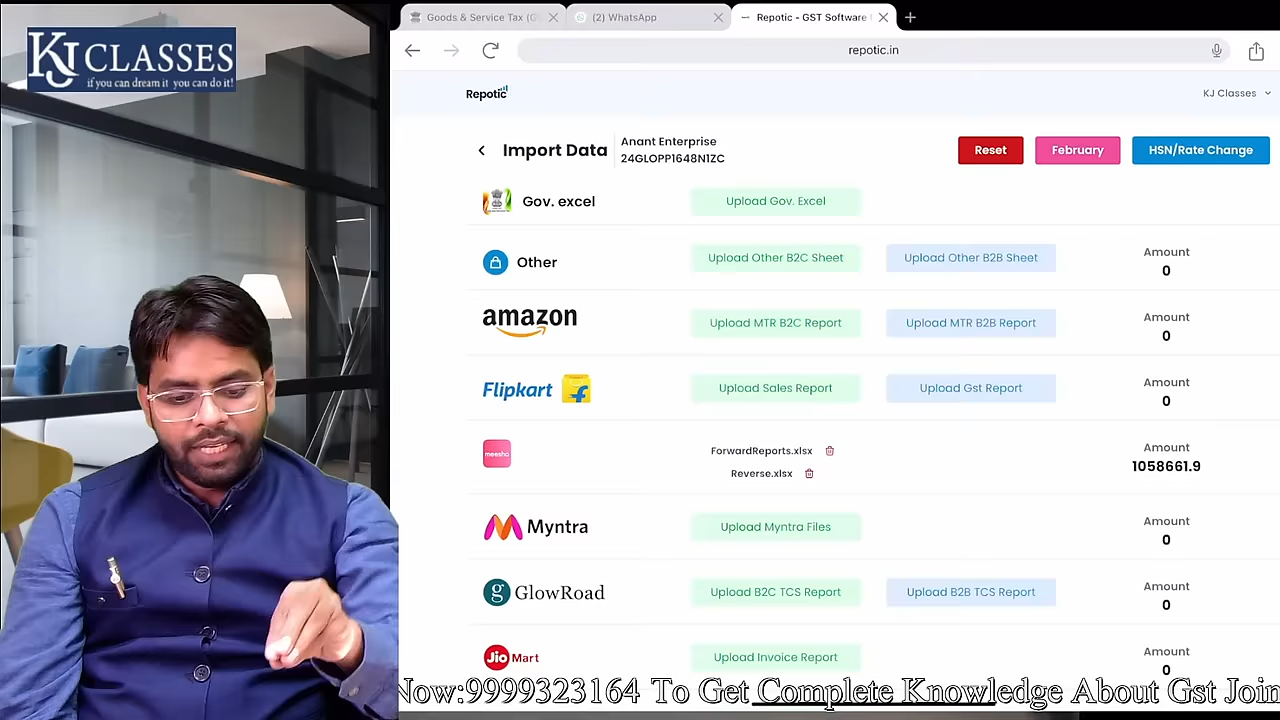 KJ CLASSES
if you can dream it you can do it!
Goods & Service Tax (G
(2) WhatsApp
Repotic - GST Software
repotic.in
Repotic
KJ Classes
Import Data
Anant Enterprise
24GLOPP1648N1ZC
Reset
February
HSN/Rate Change
Gov. excel
Upload Gov. Excel
Other
Upload Other B2C Sheet
Upload Other B2B Sheet
Amount
0
amazon
Upload MTR B2C Report
Upload MTR B2B Report
Amount
0
Flipkart
Upload Sales Report
Upload Gst Report
Amount
0
meesho
ForwardReports.xlsx
Reverse.xlsx
Amount
1058661.9
Myntra
Upload Myntra Files
Amount
0
g GlowRoad
Upload B2C TCS Report
Upload B2B TCS Report
Amount
0
Jio Mart
Upload Invoice Report
Amount
0
Now:9999323164 To Get Complete Knowledge About Gst Join